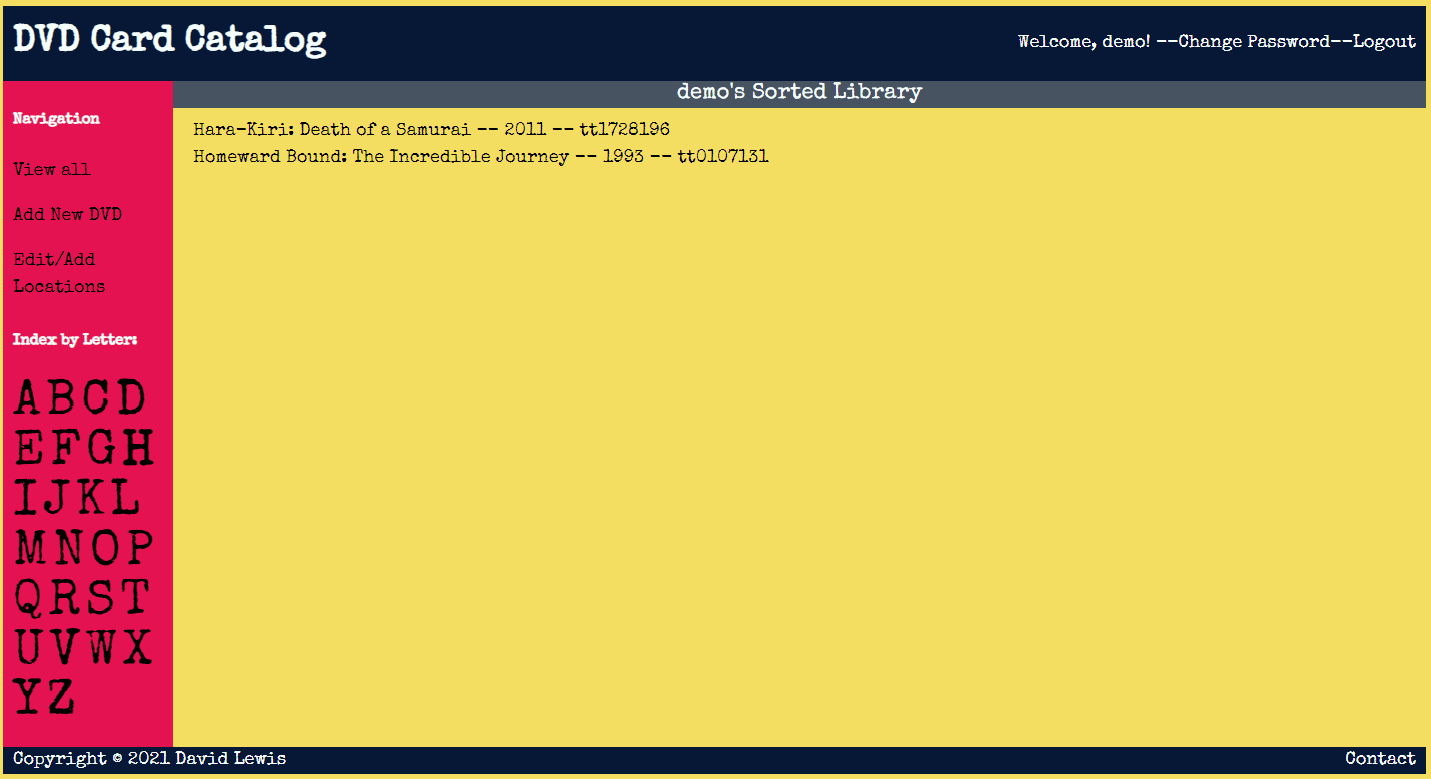 DVD Card Catalog
Welcome, demo! --Change Password--Logout
Navigation
View all
Add New DVD
Edit/Add
Locations
Index by Letter:
A B C D
E F G H
I J K L
M N O P
Q R S T
U V W X
Y Z
demo's Sorted Library
Hara-Kiri: Death of a Samurai -- 2011 -- tt1728196
Homeward Bound: The Incredible Journey -- 1993 -- tt0107131
Copyright © 2021 David Lewis
Contact